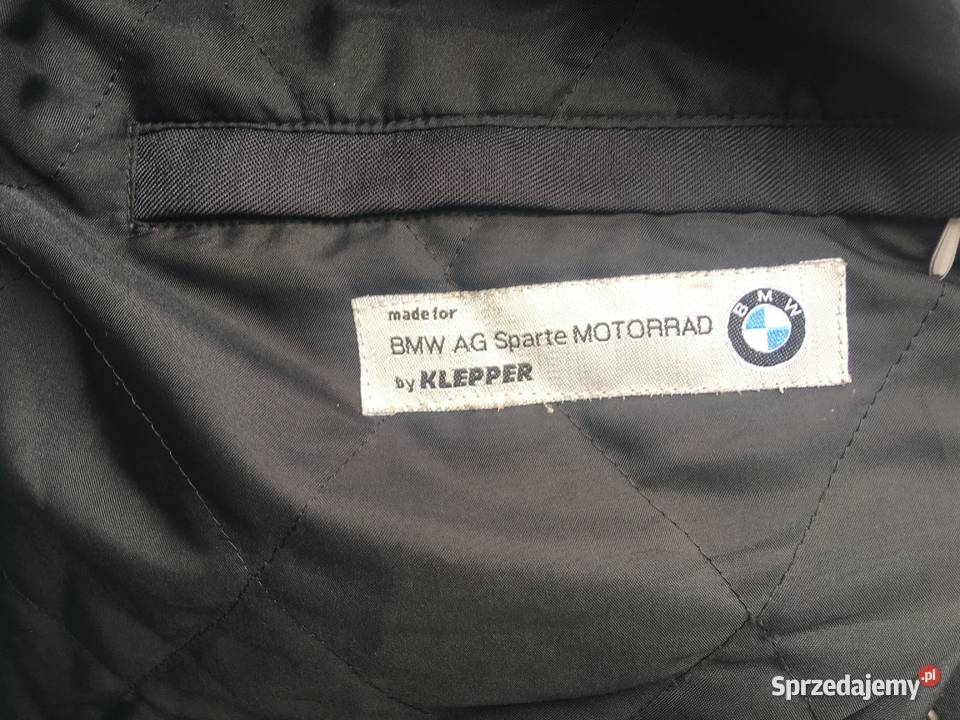 made for
BMW AG Sparte MOTORRAD
by KLEPPER
BMW
Sprzedajemy.pl